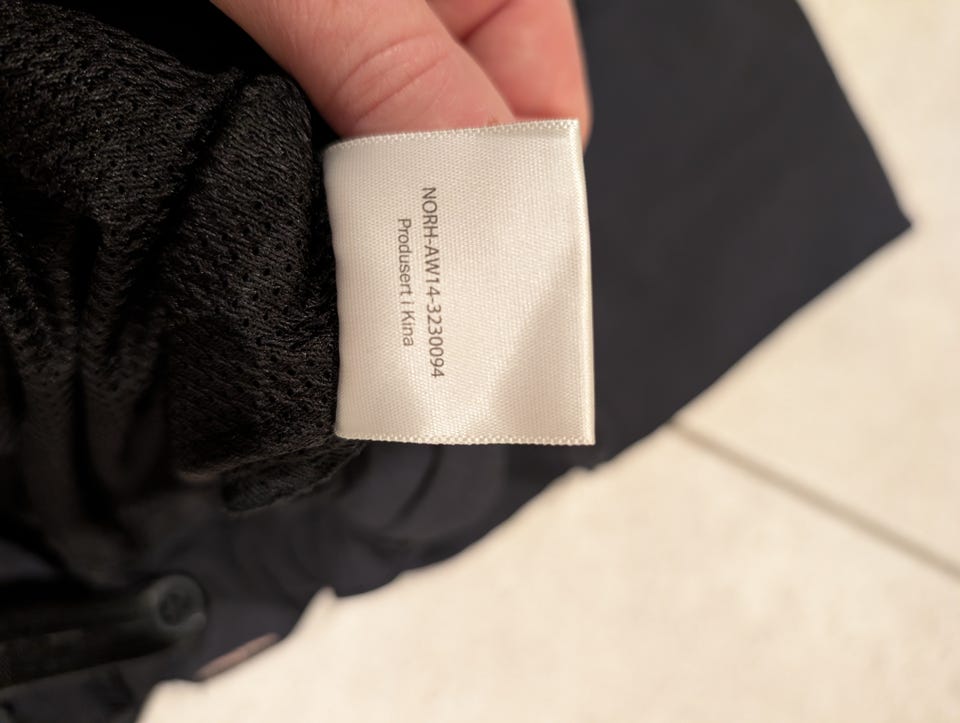 NORH-AW14-3230094
Produsert i Kina